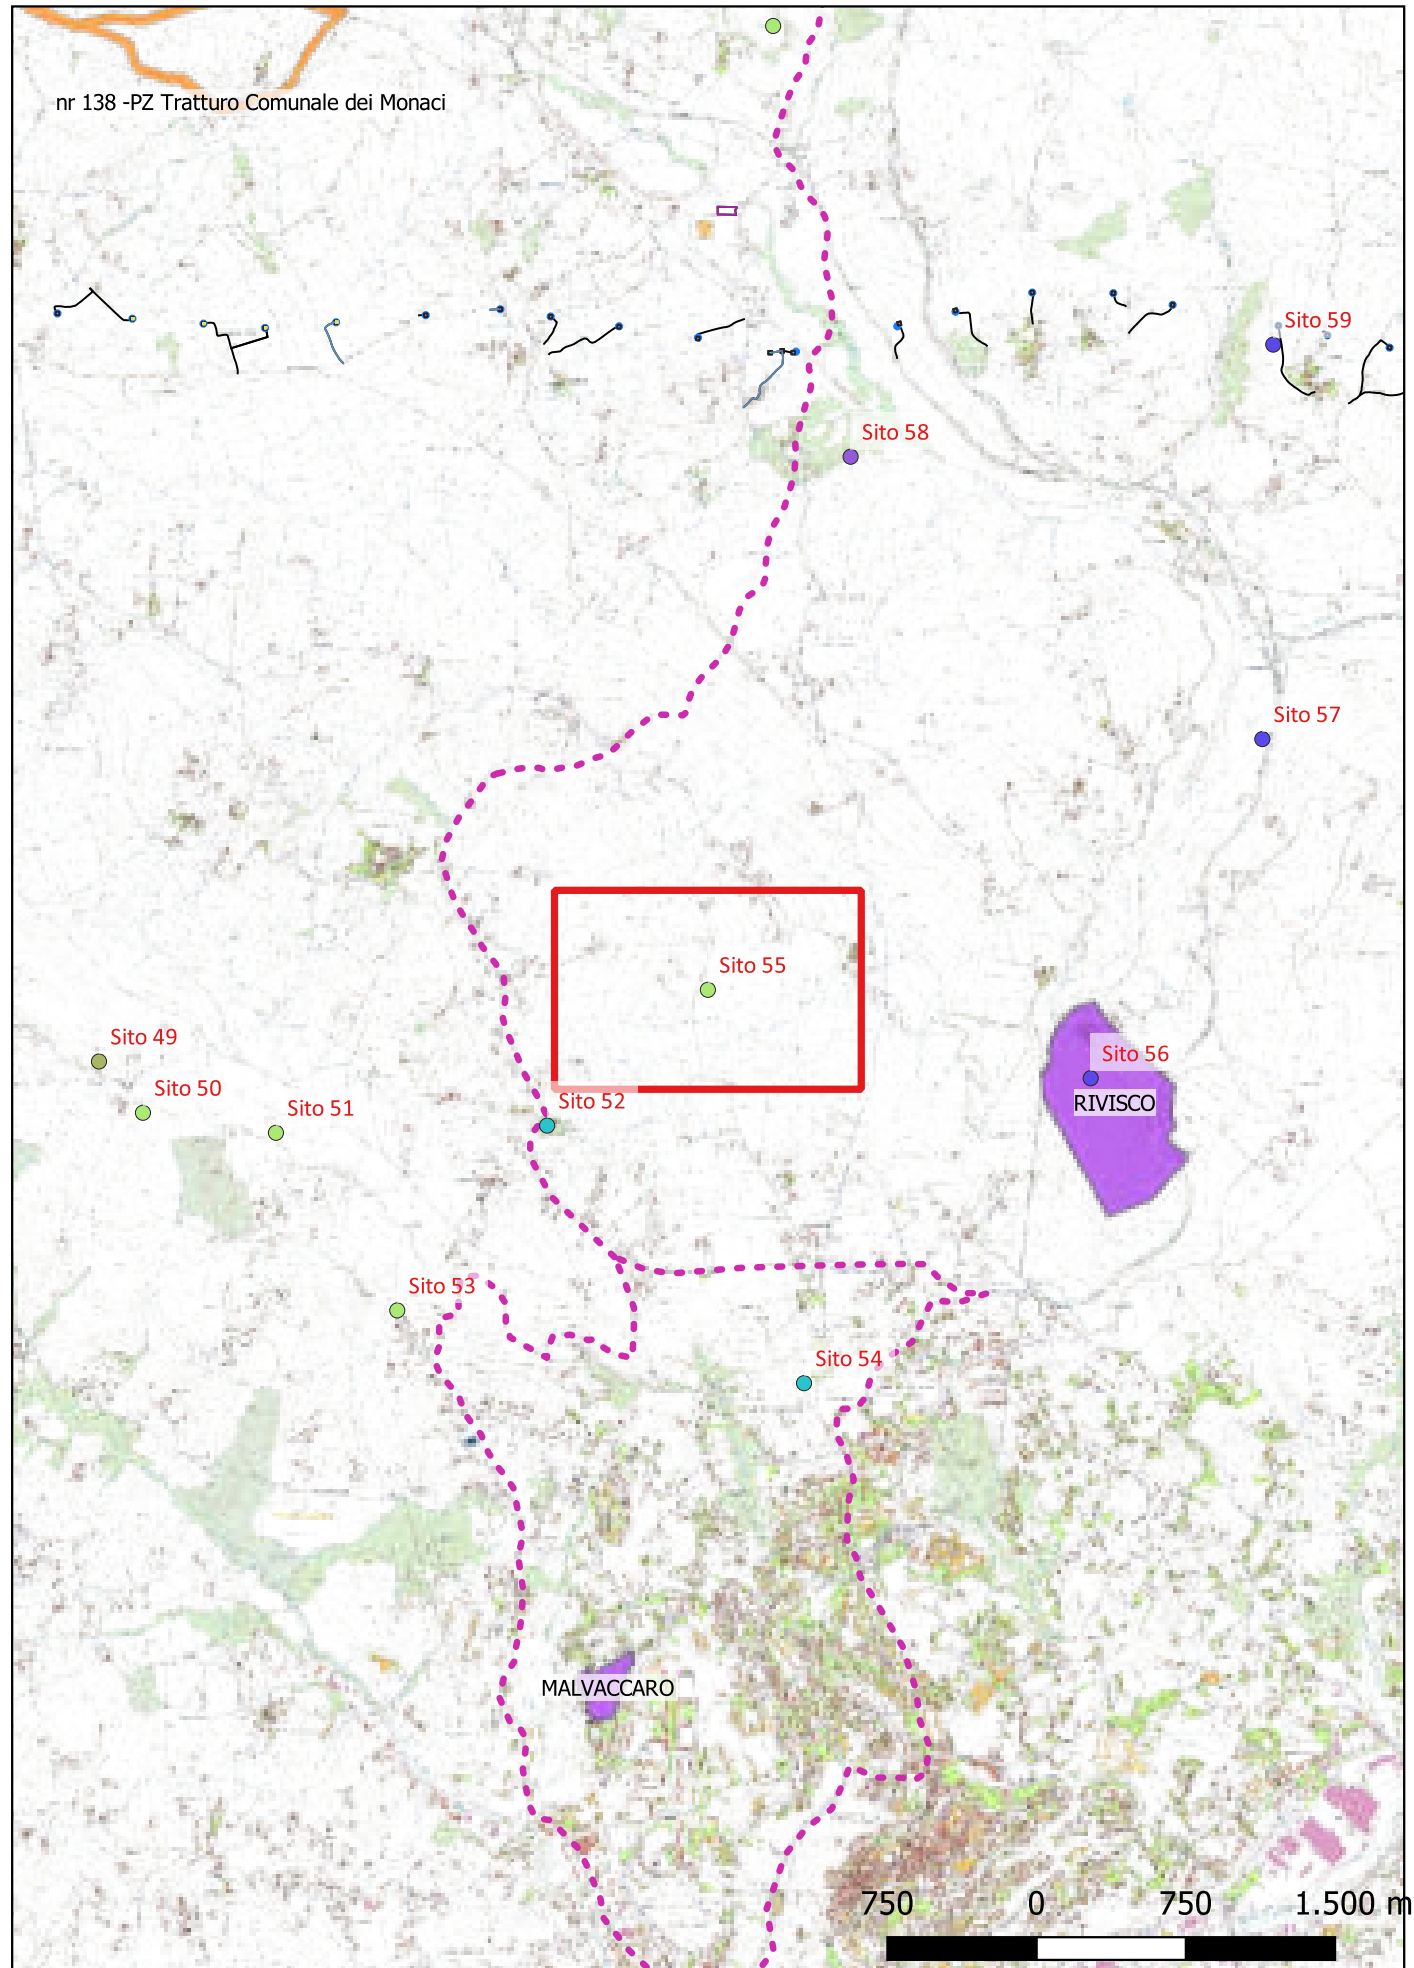 nr 138 -PZ Tratturo Comunale dei Monaci
Sito 59
Sito 58
Sito 57
Sito 55
Sito 49
Sito 56
Sito 50
Sito 52
RIVISCO
Sito 51
Sito 53
Sito 54
MALVACCARO
750 0 750 1.500 m